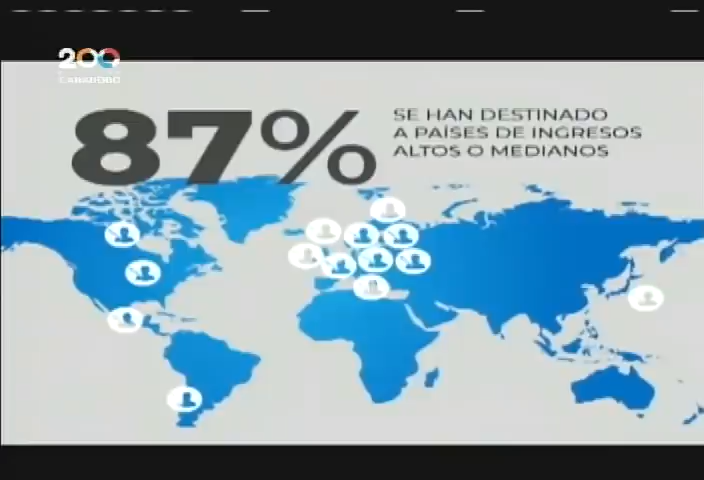 200
CARABOBO
87%
SE HAN DESTINADO
A PAÍSES DE INGRESOS
ALTOS O MEDIANOS